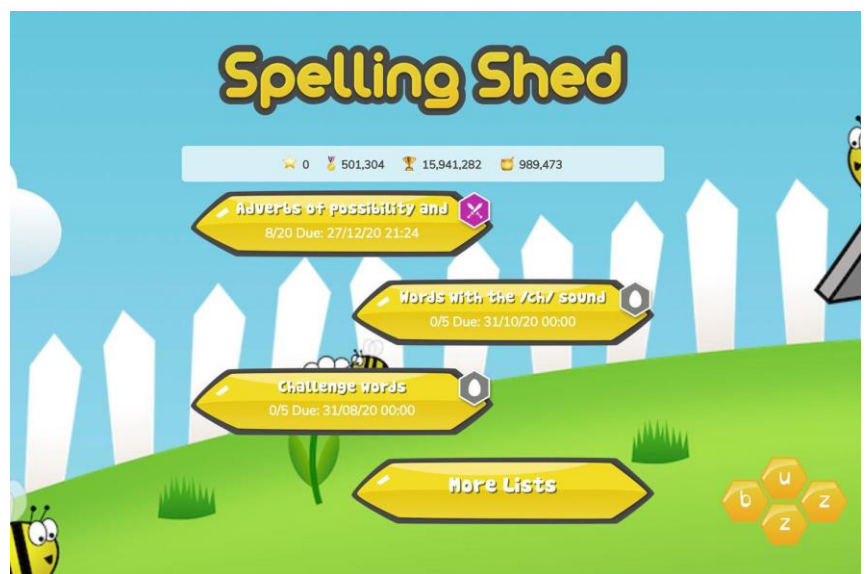 Spelling Shed
0 501,304 15,941,282 989,473
Adverbs of possibility and
8/20 Due: 27/12/20 21:24
Words with the /ch/ sound
0/5 Due: 31/10/20 00:00
Challenge words
0/5 Due: 31/08/20 00:00
More Lists
b u z z